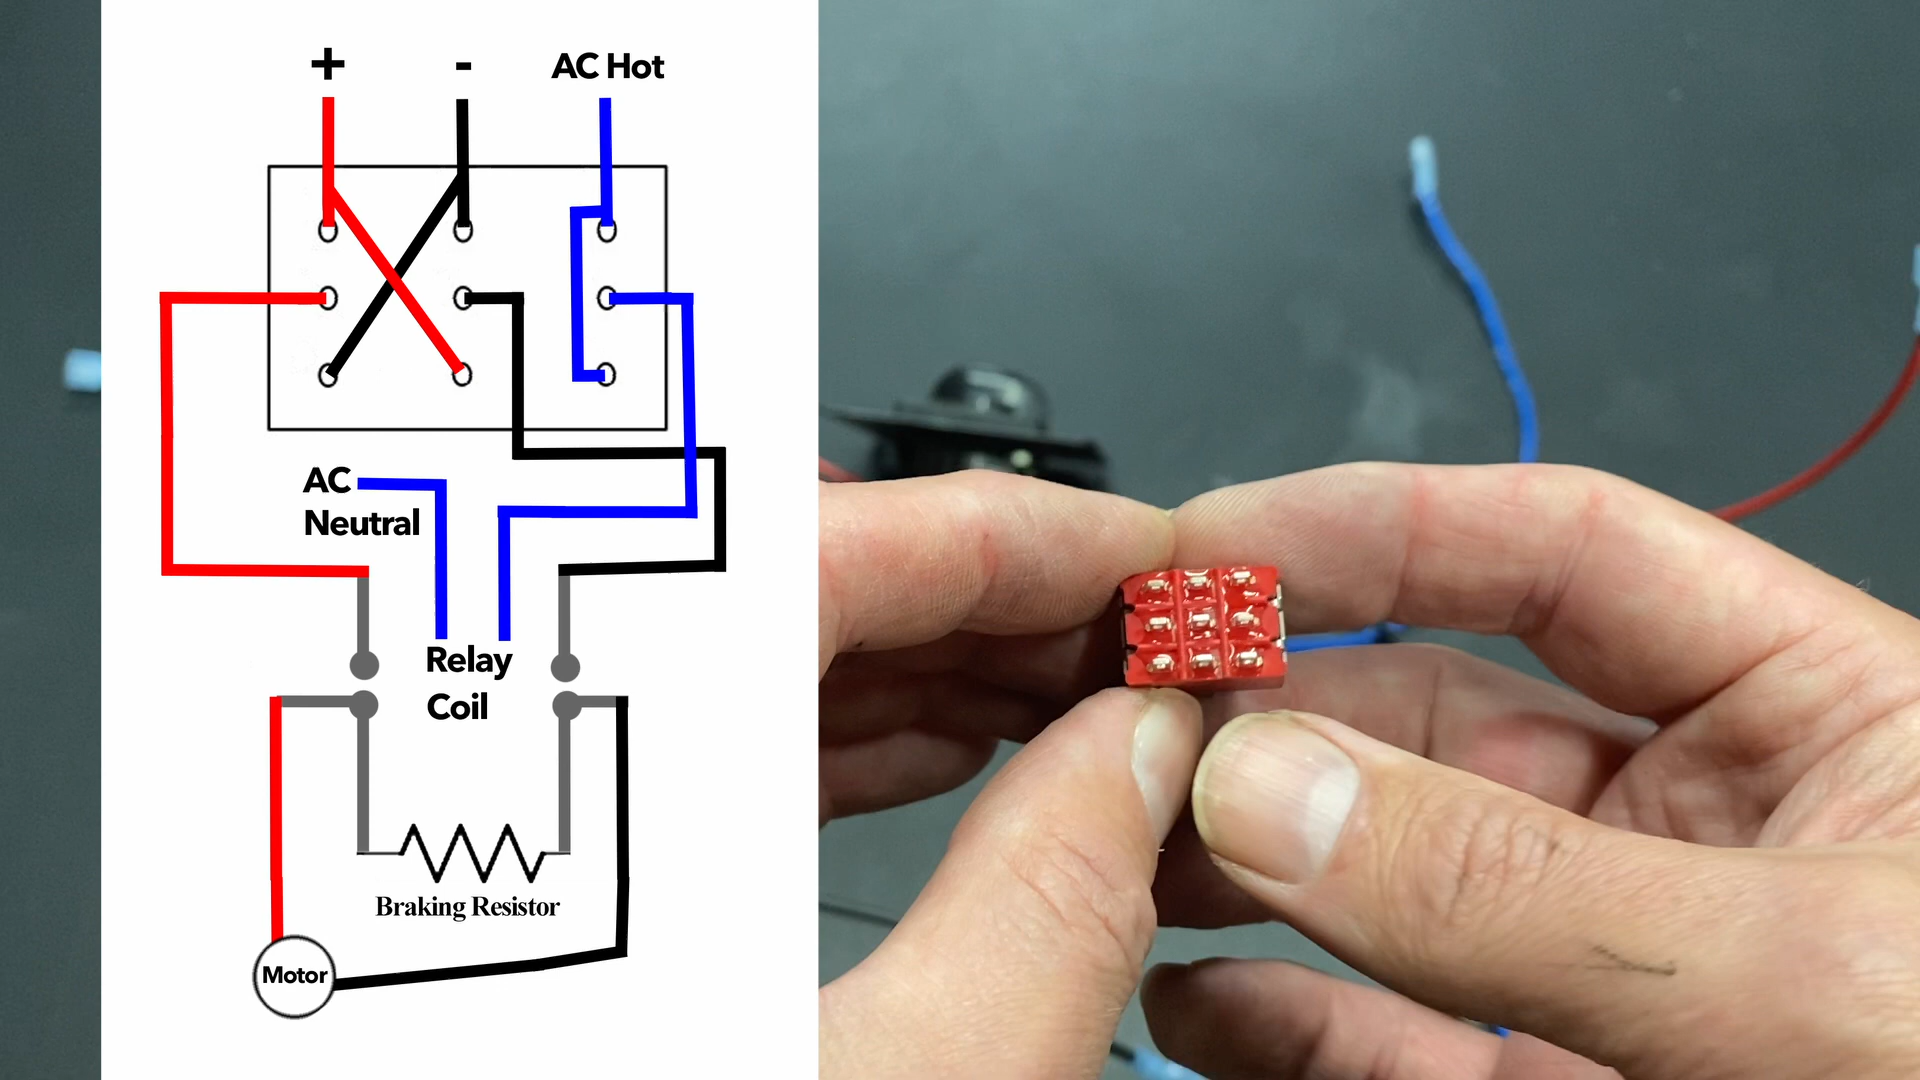 +
-
AC Hot
AC
Neutral
Relay
Coil
Braking Resistor
Motor